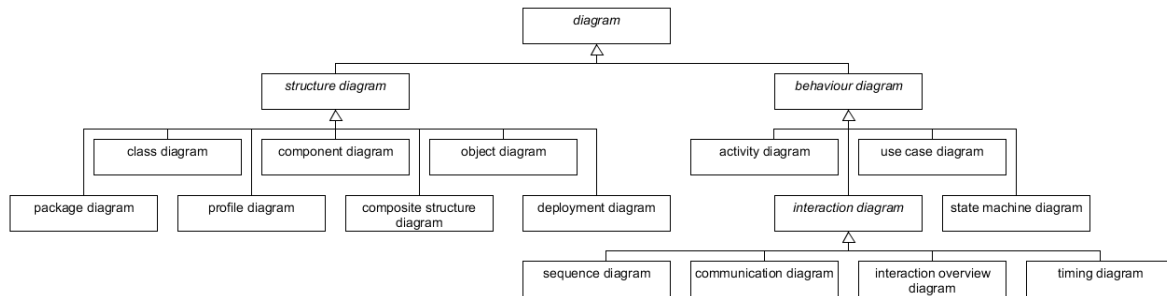 diagram
structure diagram
behaviour diagram
class diagram
component diagram
object diagram
activity diagram
use case diagram
package diagram
profile diagram
composite structure
diagram
deployment diagram
interaction diagram
state machine diagram
sequence diagram
communication diagram
interaction overview
diagram
timing diagram